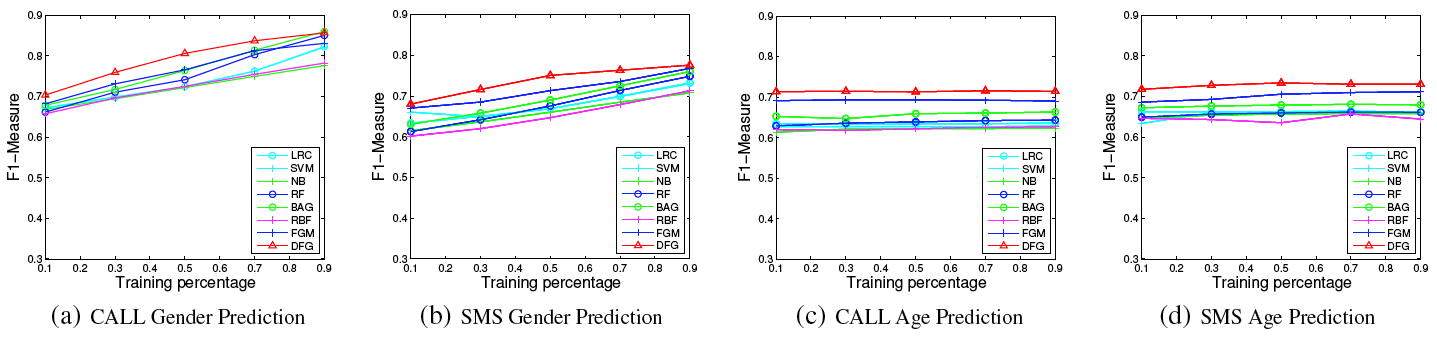 0.9
0.8
0.7
0.6
0.5
0.4
0.3
F1-Measure
LRC
SVM
NB
RF
BAG
RBF
FGM
DFG
0.1 0.2 0.3 0.4 0.5 0.6 0.7 0.8 0.9
Training percentage
(a) CALL Gender Prediction
0.9
0.8
0.7
0.6
0.5
0.4
0.3
F1-Measure
LRC
SVM
NB
RF
BAG
RBF
FGM
DFG
0.1 0.2 0.3 0.4 0.5 0.6 0.7 0.8 0.9
Training percentage
(b) SMS Gender Prediction
0.9
0.8
0.7
0.6
0.5
0.4
0.3
F1-Measure
LRC
SVM
NB
RF
BAG
RBF
FGM
DFG
0.1 0.2 0.3 0.4 0.5 0.6 0.7 0.8 0.9
Training percentage
(c) CALL Age Prediction
0.9
0.8
0.7
0.6
0.5
0.4
0.3
F1-Measure
LRC
SVM
NB
RF
BAG
RBF
FGM
DFG
0.1 0.2 0.3 0.4 0.5 0.6 0.7 0.8 0.9
Training percentage
(d) SMS Age Prediction